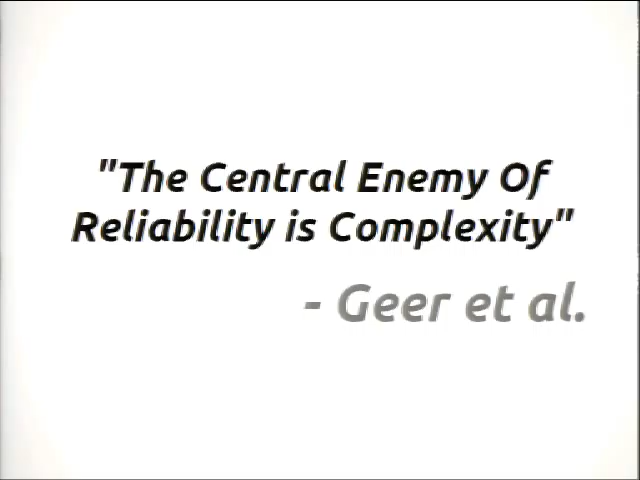 "The Central Enemy Of
Reliability is Complexity"
- Geer et al.